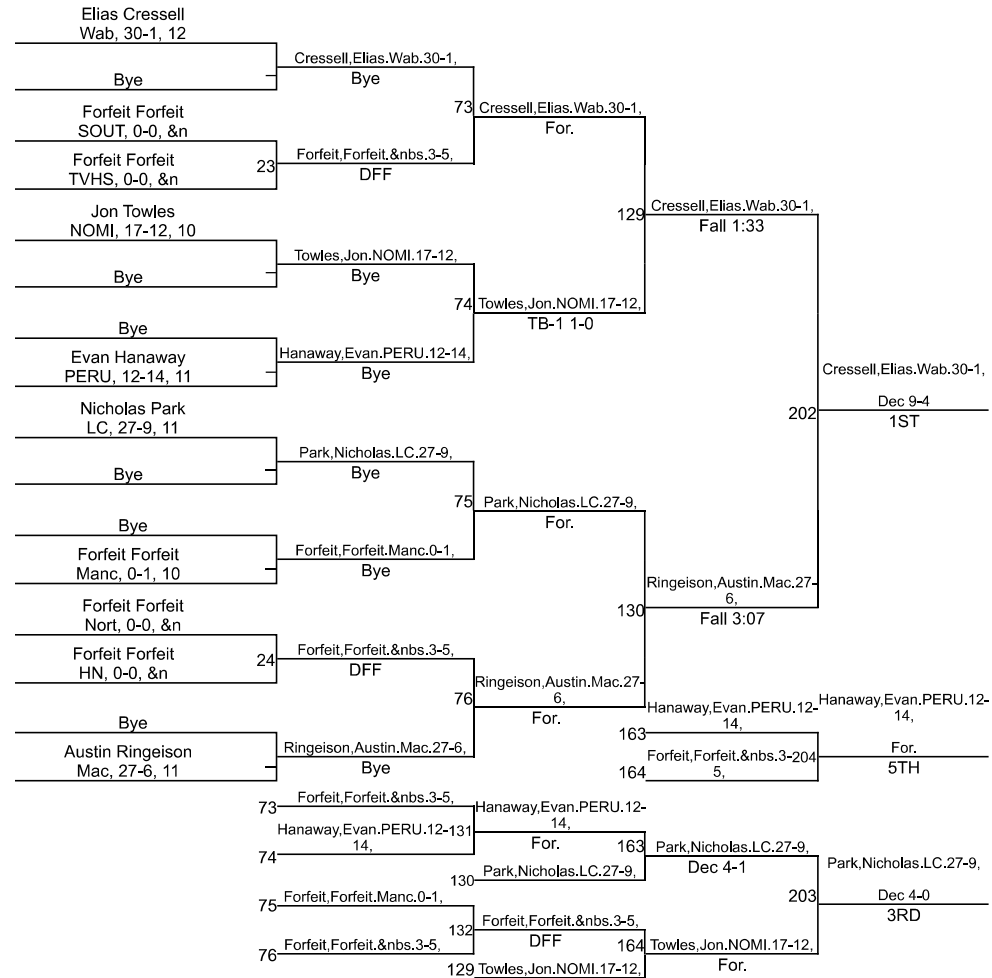 Elias Cressell
Wab, 30-1, 12
Bye
Forfeit Forfeit
SOUT, 0-0, &n
Forfeit Forfeit
TVHS, 0-0, &n
Jon Towles
NOMI, 17-12, 10
Bye
Bye
Evan Hanaway
PERU, 12-14, 11
Nicholas Park
LC, 27-9, 11
Bye
Bye
Forfeit Forfeit
Manc, 0-1, 10
Forfeit Forfeit
Nort, 0-0, &n
Forfeit Forfeit
HN, 0-0, &n
Bye
Austin Ringeison
Mac, 27-6, 11
Cressell,Elias.Wab.30-1,
Bye
23
Forfeit,Forfeit.&nbs.3-5,
DFF
Towles,Jon.NOMI.17-12,
Bye
Hanaway,Evan.PERU.12-14,
Bye
Park,Nicholas.LC.27-9,
Bye
Forfeit,Forfeit.Manc.0-1,
Bye
24
Forfeit,Forfeit.&nbs.3-5,
DFF
Ringeison,Austin.Mac.27-6,
Bye
73
Cressell,Elias.Wab.30-1,
For.
74
Towles,Jon.NOMI.17-12,
TB-1 1-0
75
Park,Nicholas.LC.27-9,
For.
76
Ringeison,Austin.Mac.27-
6,
For.
129
Cressell,Elias.Wab.30-1,
Fall 1:33
130
Ringeison,Austin.Mac.27-
6,
Fall 3:07
202
Cressell,Elias.Wab.30-1,
Dec 9-4
1ST
163
Hanaway,Evan.PERU.12-
14,
164
Forfeit,Forfeit.&nbs.3-
5,
204
Hanaway,Evan.PERU.12-
14,
For.
5TH
73
Forfeit,Forfeit.&nbs.3-5,
74
Hanaway,Evan.PERU.12-
14,
131
Hanaway,Evan.PERU.12-
14,
For.
130
Park,Nicholas.LC.27-9,
163
Park,Nicholas.LC.27-9,
Dec 4-1
75
Forfeit,Forfeit.Manc.0-1,
76
Forfeit,Forfeit.&nbs.3-5,
132
Forfeit,Forfeit.&nbs.3-5,
DFF
129
Towles,Jon.NOMI.17-12,
164
Towles,Jon.NOMI.17-12,
For.
203
Park,Nicholas.LC.27-9,
Dec 4-0
3RD